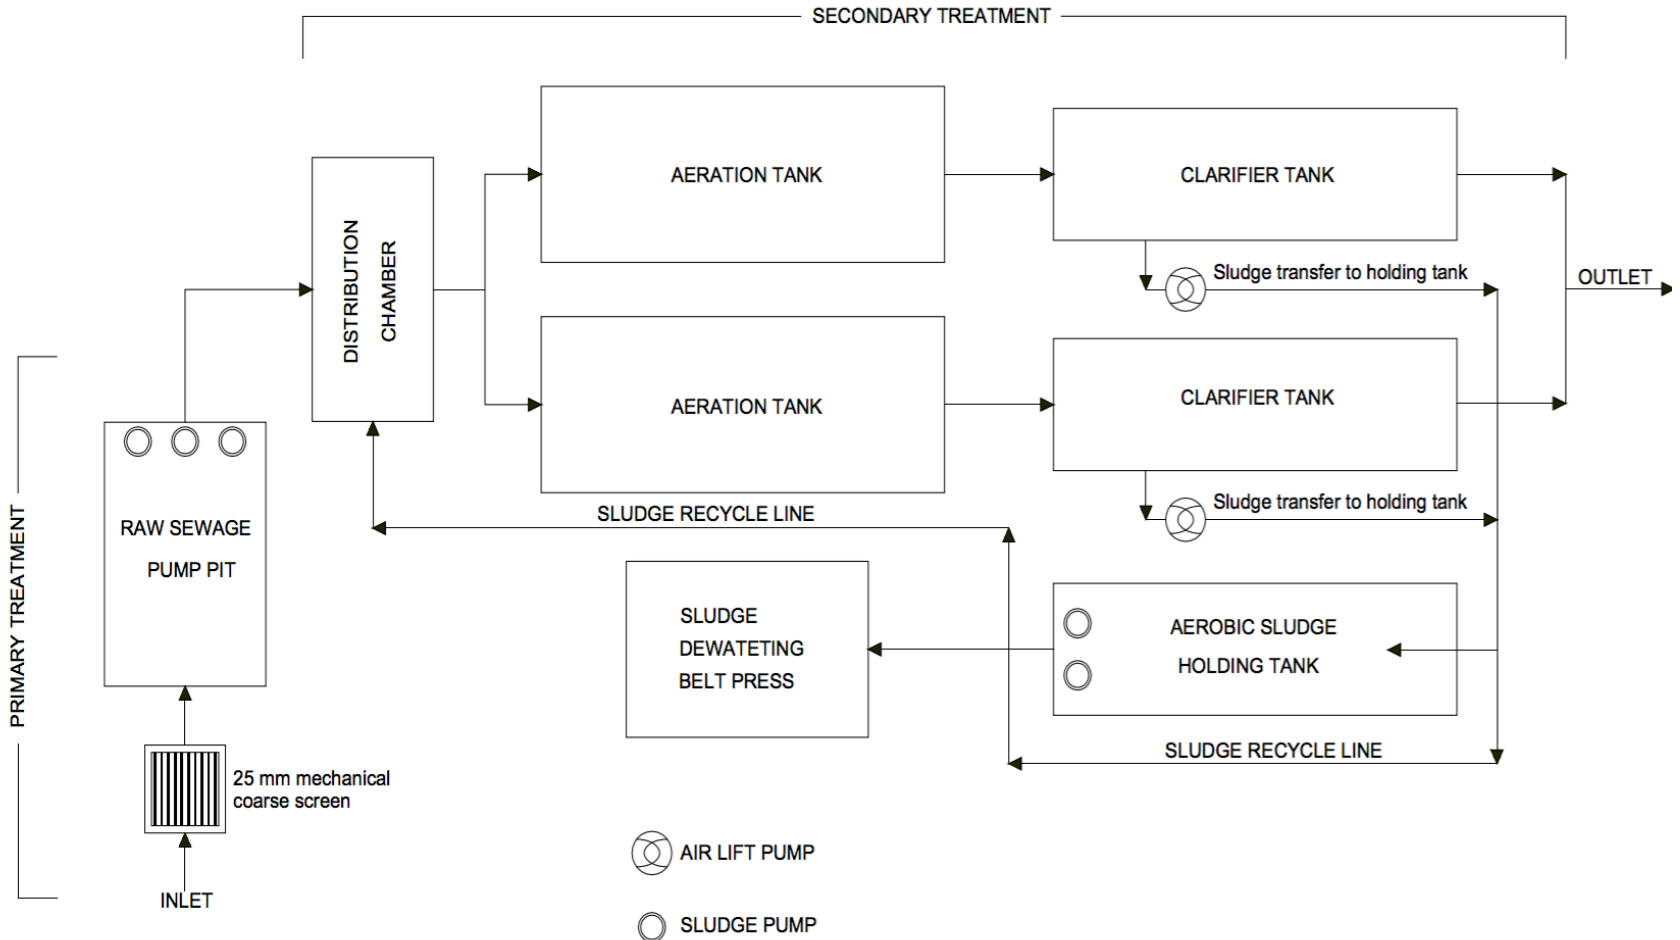 SECONDARY TREATMENT
AERATION TANK
CLARIFIER TANK
DISTRIBUTION
CHAMBER
Sludge transfer to holding tank
OUTLET
AERATION TANK
CLARIFIER TANK
PRIMARY TREATMENT
RAW SEWAGE
PUMP PIT
SLUDGE RECYCLE LINE
Sludge transfer to holding tank
SLUDGE
DEWATETING
BELT PRESS
AEROBIC SLUDGE
HOLDING TANK
SLUDGE RECYCLE LINE
25 mm mechanical
coarse screen
INLET
AIR LIFT PUMP
SLUDGE PUMP